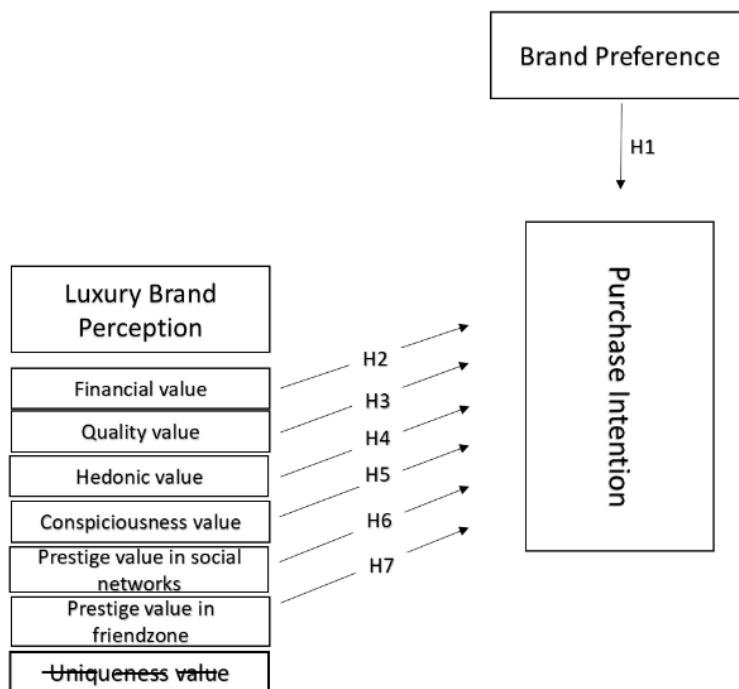 Brand Preference
H1
Purchase Intention
Luxury Brand
Perception
Financial value
Quality value
Hedonic value
Conspiciousness value
Prestige value in social
networks
Prestige value in
friendzone
Uniqueness value
H2
H3
H4
H5
H6
H7